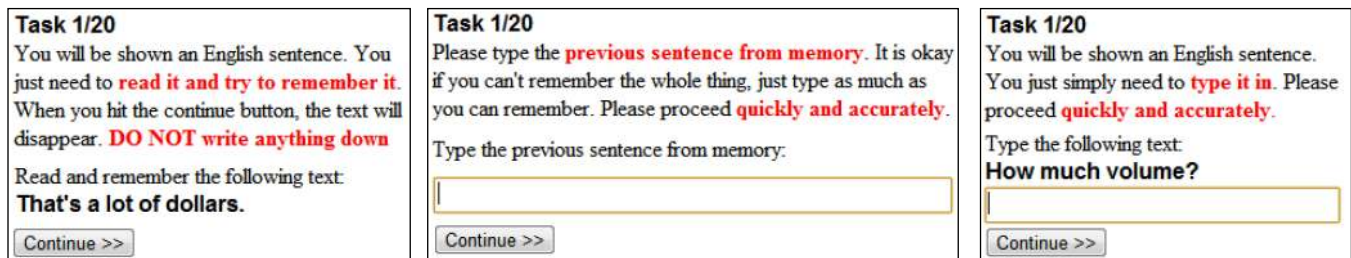 Task 1/20
You will be shown an English sentence. You
just need to read it and try to remember it.
When you hit the continue button, the text will
disappear. DO NOT write anything down
Read and remember the following text:
That's a lot of dollars.
Continue >>
Task 1/20
Please type the previous sentence from memory. It is okay
if you can't remember the whole thing, just type as much as
you can remember. Please proceed quickly and accurately.
Type the previous sentence from memory:
Continue >>
Task 1/20
You will be shown an English sentence.
You just simply need to type it in. Please
proceed quickly and accurately.
Type the following text:
How much volume?
Continue >>